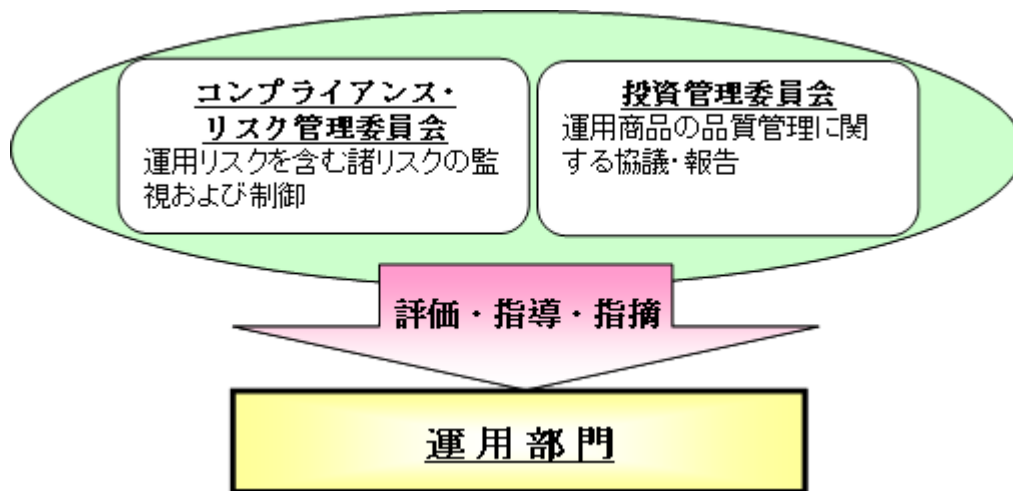 コンプライアンス・
リスク管理委員会
運用リスクを含む諸リスクの監
視および制御
投資管理委員会
運用商品の品質管理に関
する協議・報告
評価・指導・指摘
運用部門